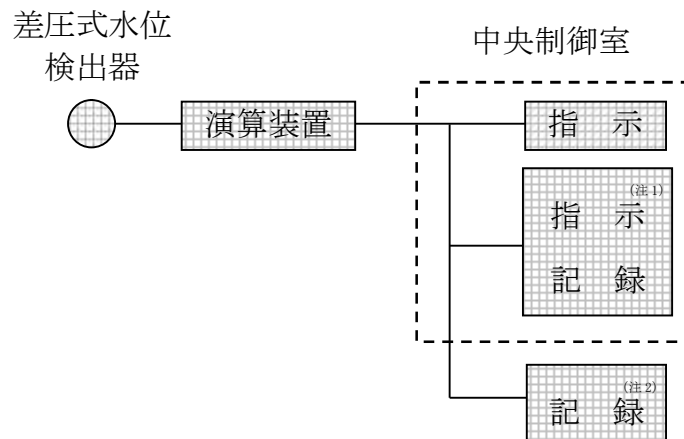 差圧式水位
検出器
中央制御室
演算装置
指 示
(注1)
指 示
記 録
(注2)
記 録